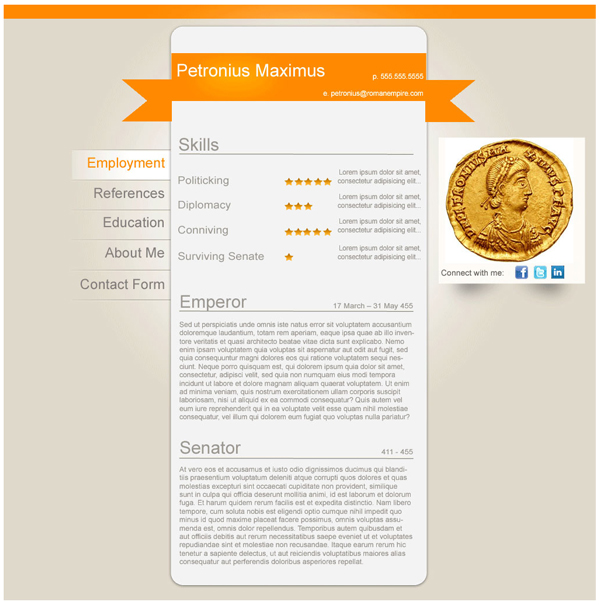 Petronius Maximus
p. 555.555.5555
e. petronius@romanempire.com
Employment
References
Education
About Me
Contact Form
Skills
Politicking
Lorem ipsum dolor sit amet,
consectetur adipisicing elit...
Diplomacy
Lorem ipsum dolor sit amet,
consectetur adipisicing elit...
Conniving
Lorem ipsum dolor sit amet,
consectetur adipisicing elit...
Surviving Senate
Lorem ipsum dolor sit amet,
consectetur adipisicing elit...
Emperor 17 March – 31 May 455
Sed ut perspiciatis unde omnis iste natus error sit voluptatem accusantium
doloremque laudantium, totam rem aperiam, eaque ipsa quae ab illo inven-
tore veritatis et quasi architecto beatae vitae dicta sunt explicabo. Nemo
enim ipsam voluptatem quia voluptas sit aspernatur aut odit aut fugit, sed
quia consequuntur magni dolores eos qui ratione voluptatem sequi nes-
ciunt. Neque porro quisquam est, qui dolorem ipsum quia dolor sit amet,
consectetur, adipisci velit, sed quia non numquam eius modi tempora
incidunt ut labore et dolore magnam aliquam quaerat voluptatem. Ut enim
ad minima veniam, quis nostrum exercitationem ullam corporis suscipit
laboriosam, nisi ut aliquid ex ea commodi consequatur? Quis autem vel
eum iure reprehenderit qui in ea voluptate velit esse quam nihil molestiae
consequatur, vel illum qui dolorem eum fugiat quo voluptas nulla pariatur?
Senator 411 - 455
At vero eos et accusamus et iusto odio dignissimos ducimus qui blandi-
tiis praesentium voluptatum deleniti atque corrupti quos dolores et quas
molestias excepturi sint occaecati cupiditate non provident, similique
sunt in culpa qui officia deserunt mollitia animi, id est laborum et dolorum
fuga. Et harum quidem rerum facilis est et expedita distinctio. Nam libero
tempore, cum soluta nobis est eligendi optio cumque nihil impedit quo
minus id quod maxime placeat facere possimus, omnis voluptas assu-
menda est, omnis dolor repellendus. Temporibus autem quibusdam et
aut officiis debitis aut rerum necessitatibus saepe eveniet ut et voluptates
repudiandae sint et molestiae non recusandae. Itaque earum rerum hic
tenetur a sapiente delectus, ut aut reiciendis voluptatibus maiores alias
consequatur aut perferendis doloribus asperiores repellat.
Connect with me: f t in